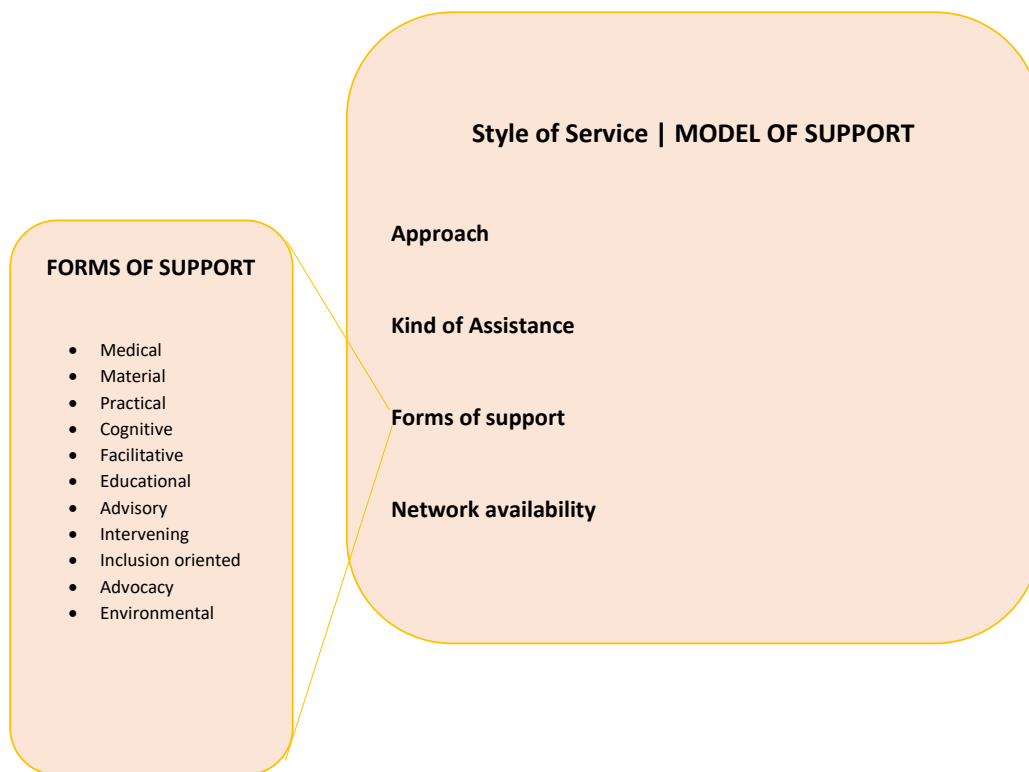 Style of Service | MODEL OF SUPPORT
Approach
Kind of Assistance
Forms of support
Network availability
FORMS OF SUPPORT
• Medical
• Material
• Practical
• Cognitive
• Facilitative
• Educational
• Advisory
• Intervening
• Inclusion oriented
• Advocacy
• Environmental